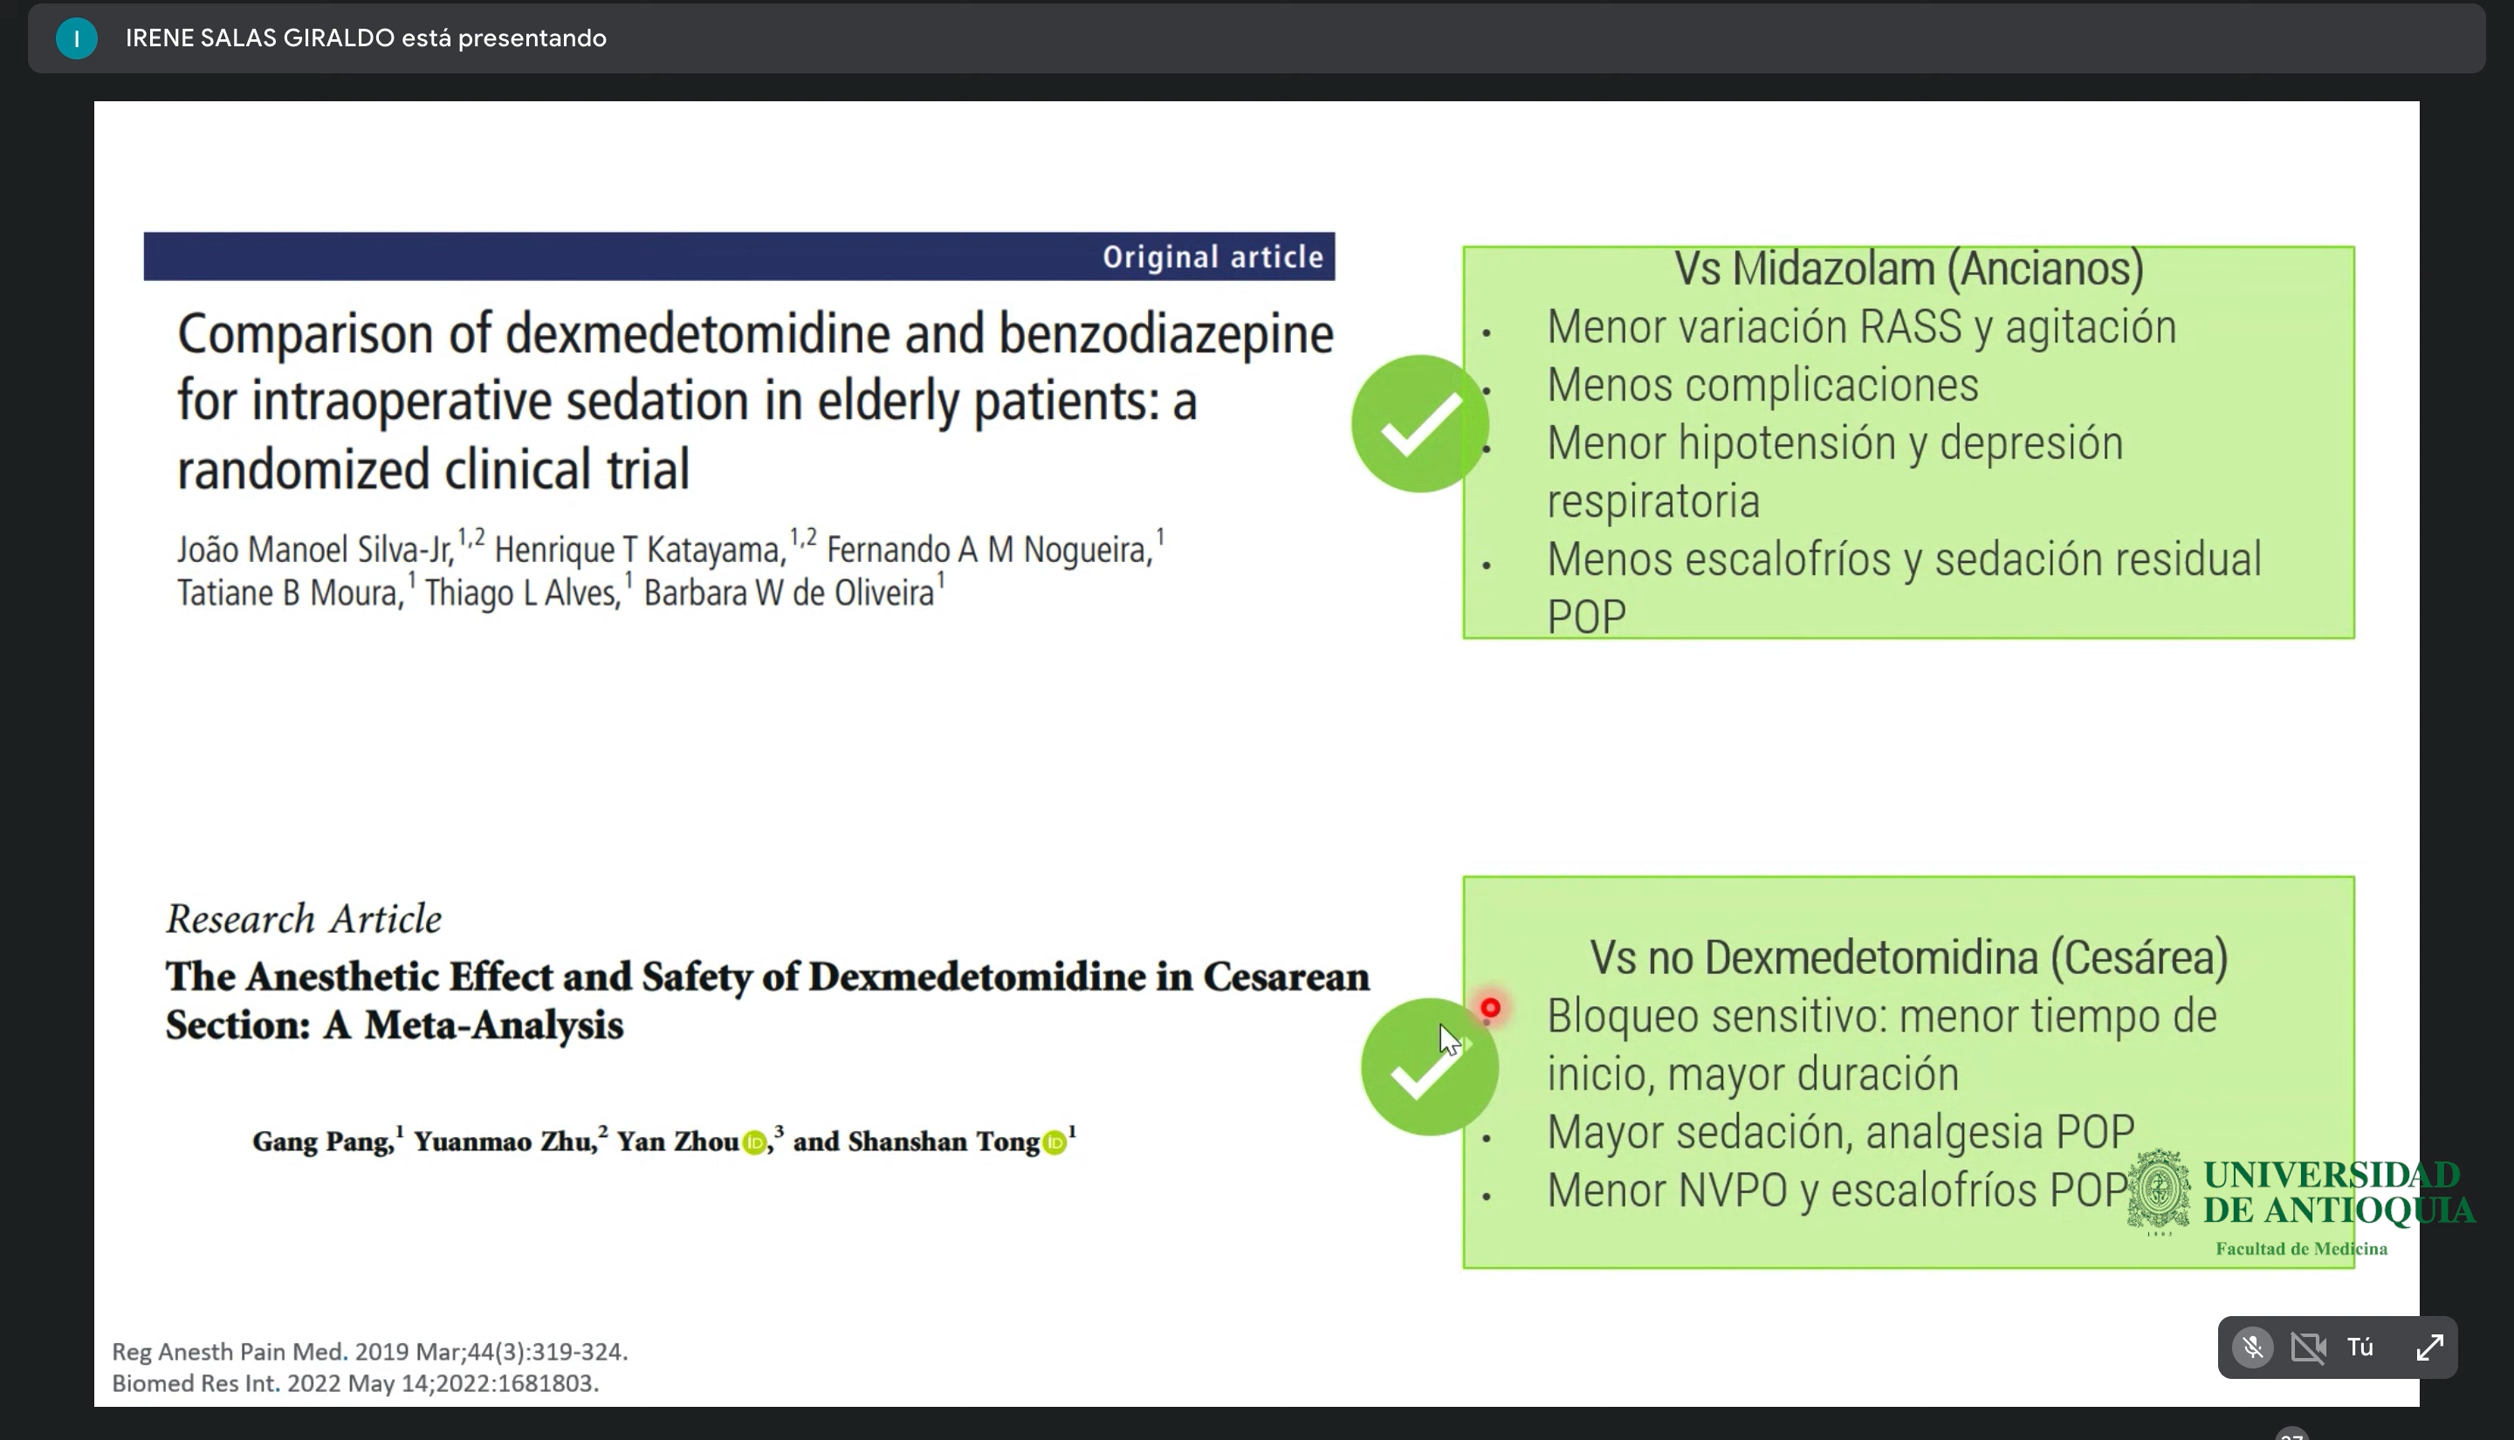 I
IRENE SALAS GIRALDO está presentando
Original article
Comparison of dexmedetomidine and benzodiazepine
for intraoperative sedation in elderly patients: a
randomized clinical trial
João Manoel Silva-Jr,1,2 Henrique T Katayama,1,2 Fernando A M Nogueira,1
Tatiane B Moura,1 Thiago L Alves,1 Barbara W de Oliveira1
Vs Midazolam (Ancianos)
• Menor variación RASS y agitación
• Menos complicaciones
• Menor hipotensión y depresión
respiratoria
• Menos escalofríos y sedación residual
POP
Research Article
The Anesthetic Effect and Safety of Dexmedetomidine in Cesarean
Section: A Meta-Analysis
Gang Pang,1 Yuanmao Zhu,2 Yan Zhou iD,3 and Shanshan Tong iD1
Vs no Dexmedetomidina (Cesárea)
• Bloqueo sensitivo: menor tiempo de
inicio, mayor duración
• Mayor sedación, analgesia POP
• Menor NVPO y escalofríos POP
UNIVERSIDAD
DE ANTIOQUIA
1803
Facultad de Medicina
Reg Anesth Pain Med. 2019 Mar;44(3):319-324.
Biomed Res Int. 2022 May 14;2022:1681803.
Tú